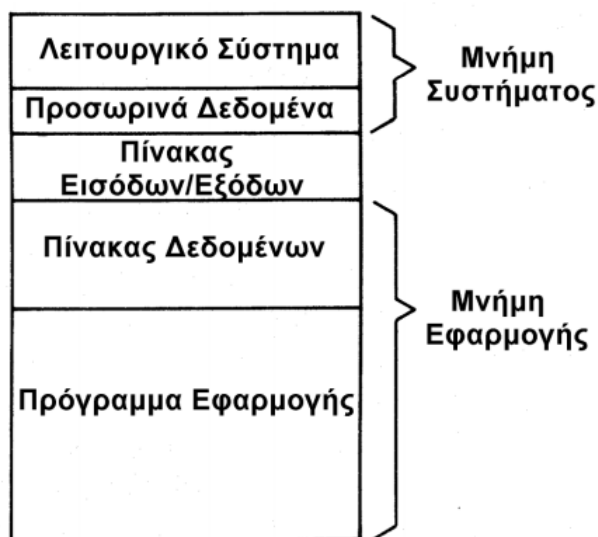 Λειτουργικό Σύστημα
Προσωρινά Δεδομένα
Μνήμη
Συστήματος
Πίνακας
Εισόδων/Εξόδων
Πίνακας Δεδομένων
Πρόγραμμα Εφαρμογής
Μνήμη
Εφαρμογής